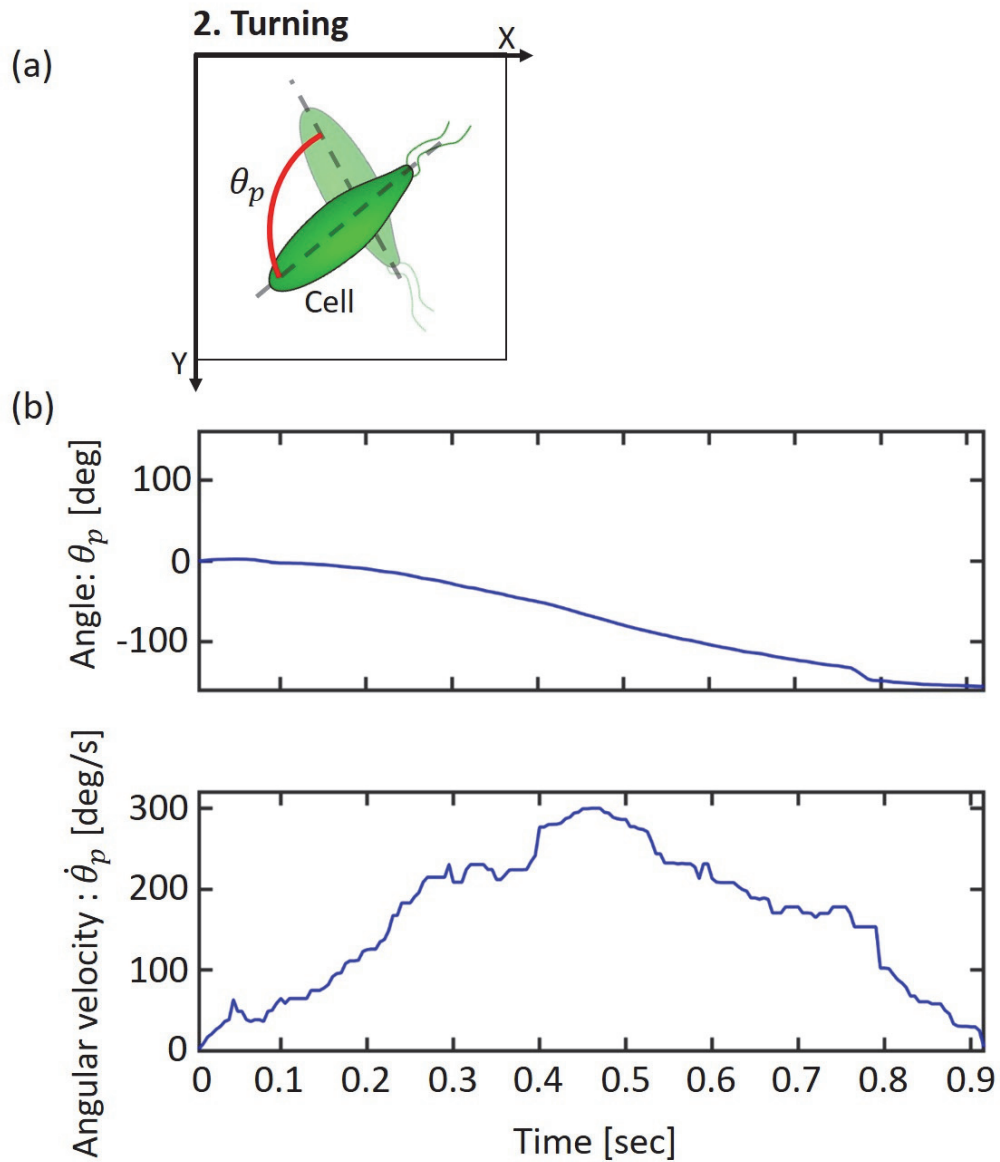 2. Turning
(a)
X
θₚ
Cell
Y
(b)
Angle: θₚ [deg]
100
0
-100
Angular velocity : θ̇ₚ [deg/s]
300
200
100
0
0 0.1 0.2 0.3 0.4 0.5 0.6 0.7 0.8 0.9
Time [sec]